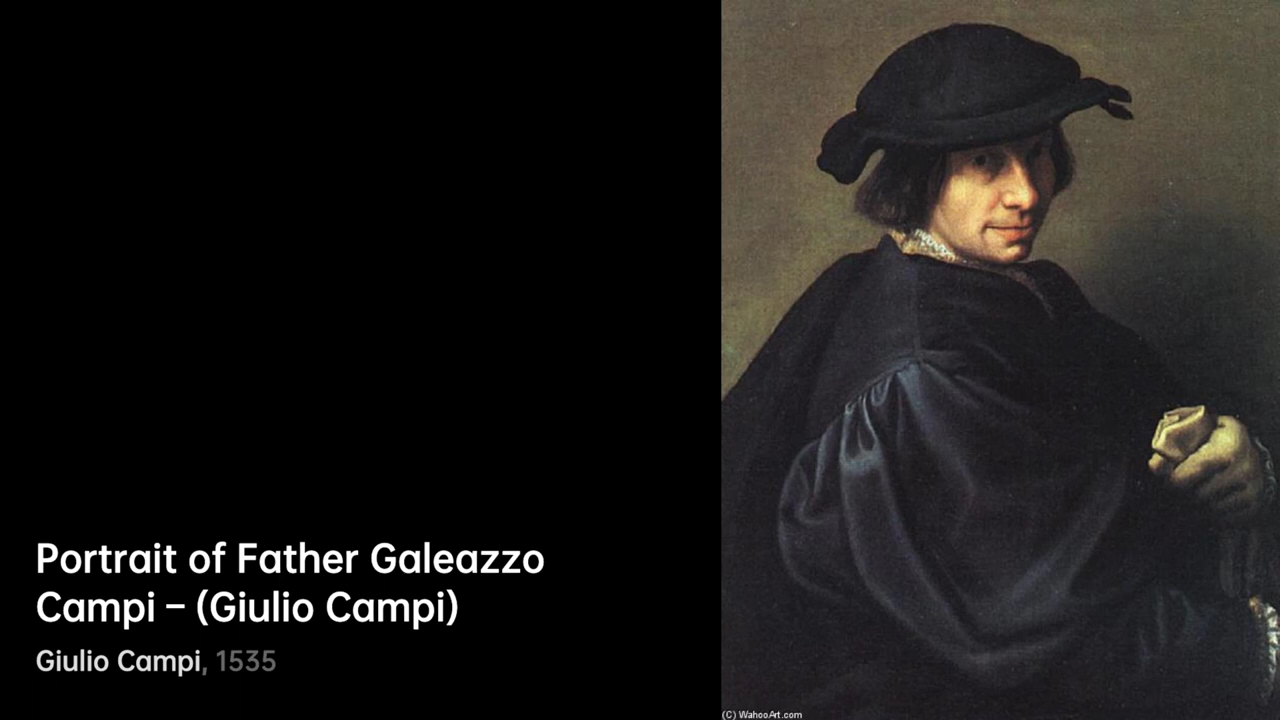 Portrait of Father Galeazzo
Campi – (Giulio Campi)
Giulio Campi, 1535
(C) WahooArt.com